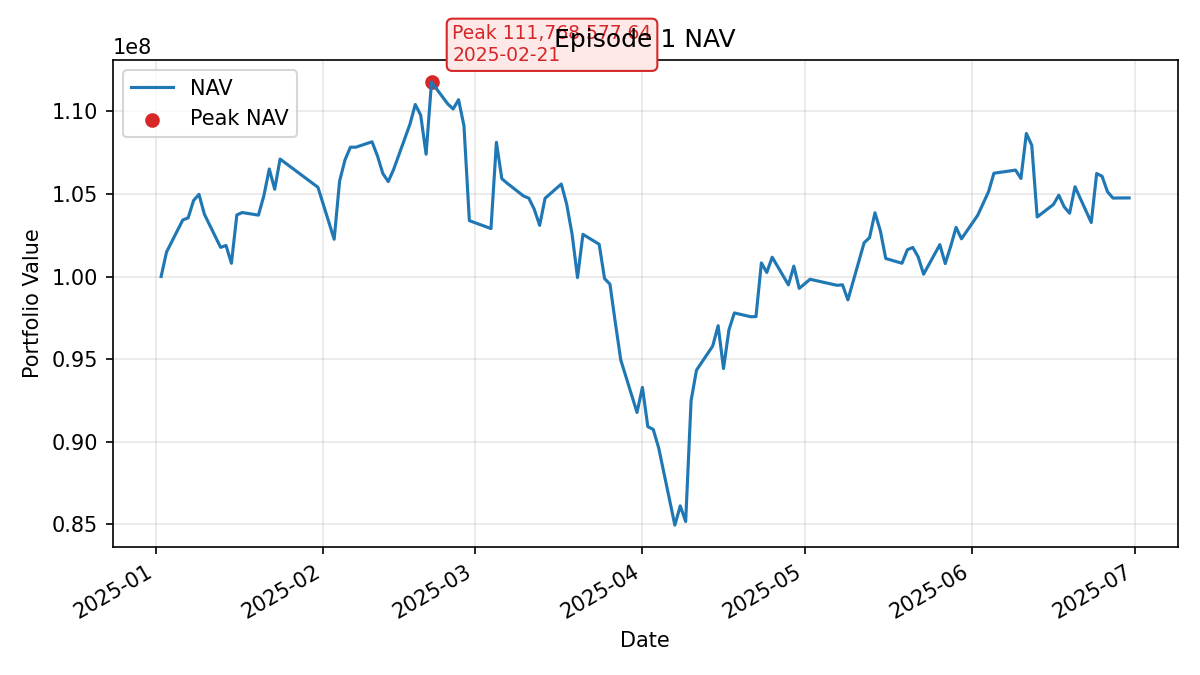 Peak 111,768,577.64
2025-02-21
Episode 1 NAV
1e8
NAV
Peak NAV
1.10
1.05
1.00
0.95
0.90
0.85
Portfolio Value
2025-01
2025-02
2025-03
2025-04
2025-05
2025-06
2025-07
Date